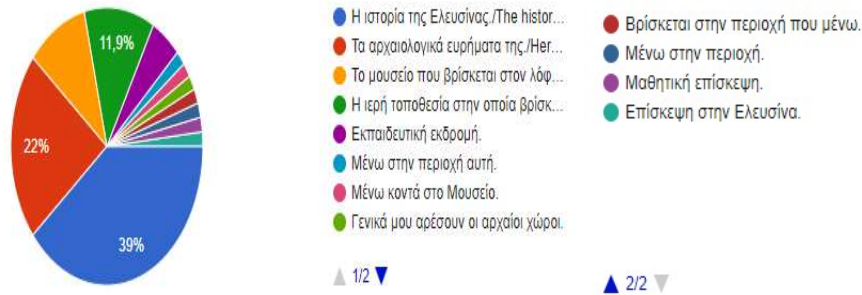 11,9%
22%
39%
Η ιστορία της Ελευσίνας./The histor…
Τα αρχαιολογικά ευρήματα της./Her…
Το μουσείο που βρίσκεται στον λόφ…
Η ιερή τοποθεσία στην οποία βρίσκ…
Εκπαιδευτική εκδρομή.
Μένω στην περιοχή αυτή.
Μένω κοντά στο Μουσείο.
Γενικά μου αρέσουν οι αρχαίοι χώροι.
1/2
Βρίσκεται στην περιοχή που μένω.
Μένω στην περιοχή.
Μαθητική επίσκεψη.
Επίσκεψη στην Ελευσίνα.
2/2